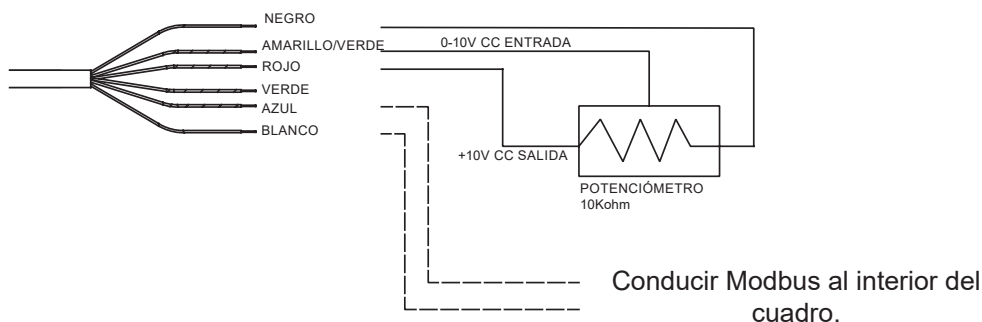 NEGRO
AMARILLO/VERDE
0-10V CC ENTRADA
ROJO
VERDE
AZUL
BLANCO
+10V CC SALIDA
POTENCIÓMETRO
10Kohm
Conducir Modbus al interior del
cuadro.